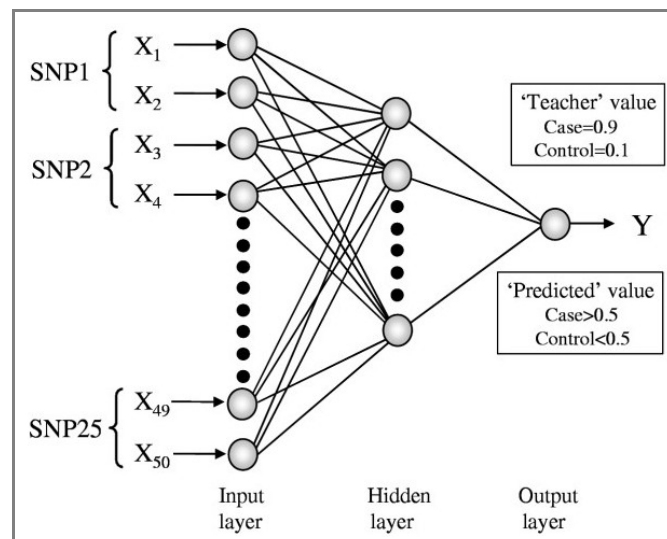 SNP1
X1
X2
SNP2
X3
X4
SNP25
X49
X50
'Teacher' value
Case=0.9
Control=0.1
Y
'Predicted' value
Case>0.5
Control<0.5
Input
layer
Hidden
layer
Output
layer